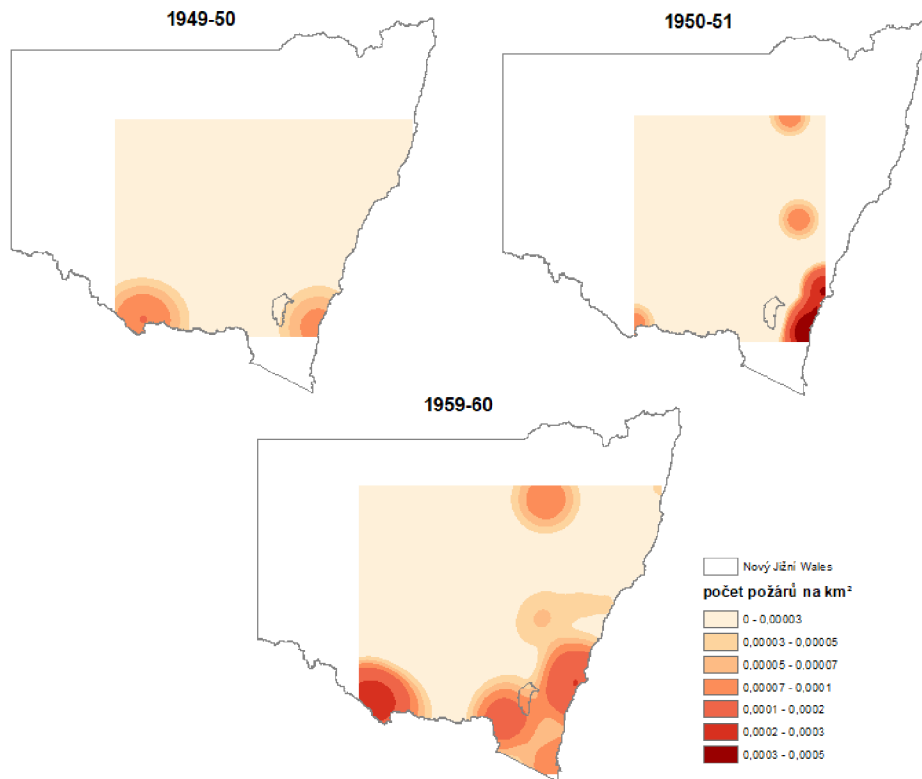 1949-50
1950-51
1959-60
Nový Jižní Wales
počet požárů na km²
0 - 0,00003
0,00003 - 0,00005
0,00005 - 0,00007
0,00007 - 0,0001
0,0001 - 0,0002
0,0002 - 0,0003
0,0003 - 0,0005